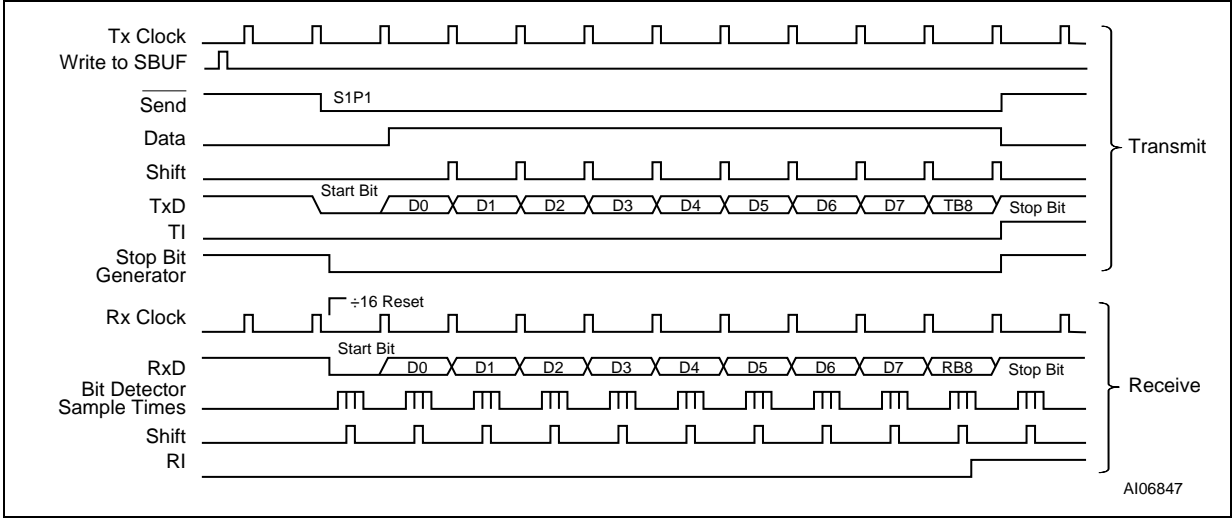 Tx Clock
Write to SBUF
Send
S1P1
Data
Transmit
Shift
Start Bit
TxD
D0 D1 D2 D3 D4 D5 D6 D7 TB8 Stop Bit
TI
Stop Bit
Generator
÷16 Reset
Rx Clock
Start Bit
RxD
D0 D1 D2 D3 D4 D5 D6 D7 RB8 Stop Bit
Bit Detector
Sample Times
Receive
Shift
RI
AI06847